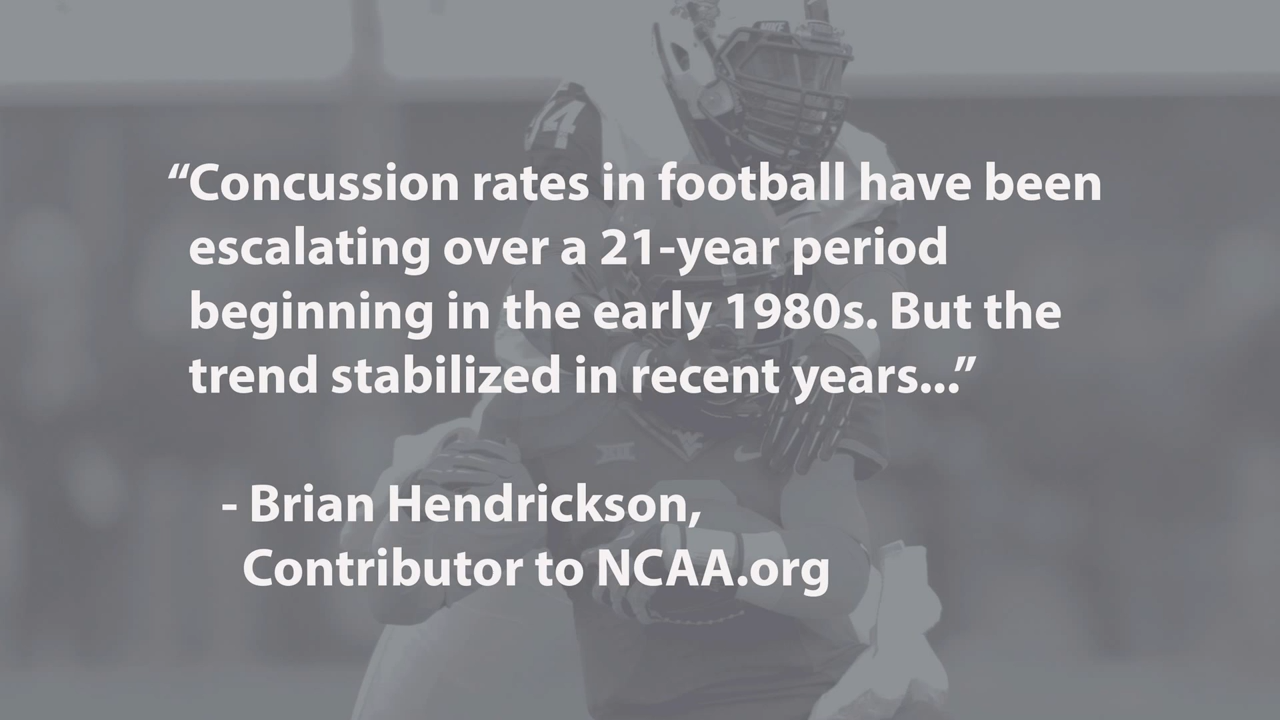 “Concussion rates in football have been
escalating over a 21-year period
beginning in the early 1980s. But the
trend stabilized in recent years...”
- Brian Hendrickson,
Contributor to NCAA.org